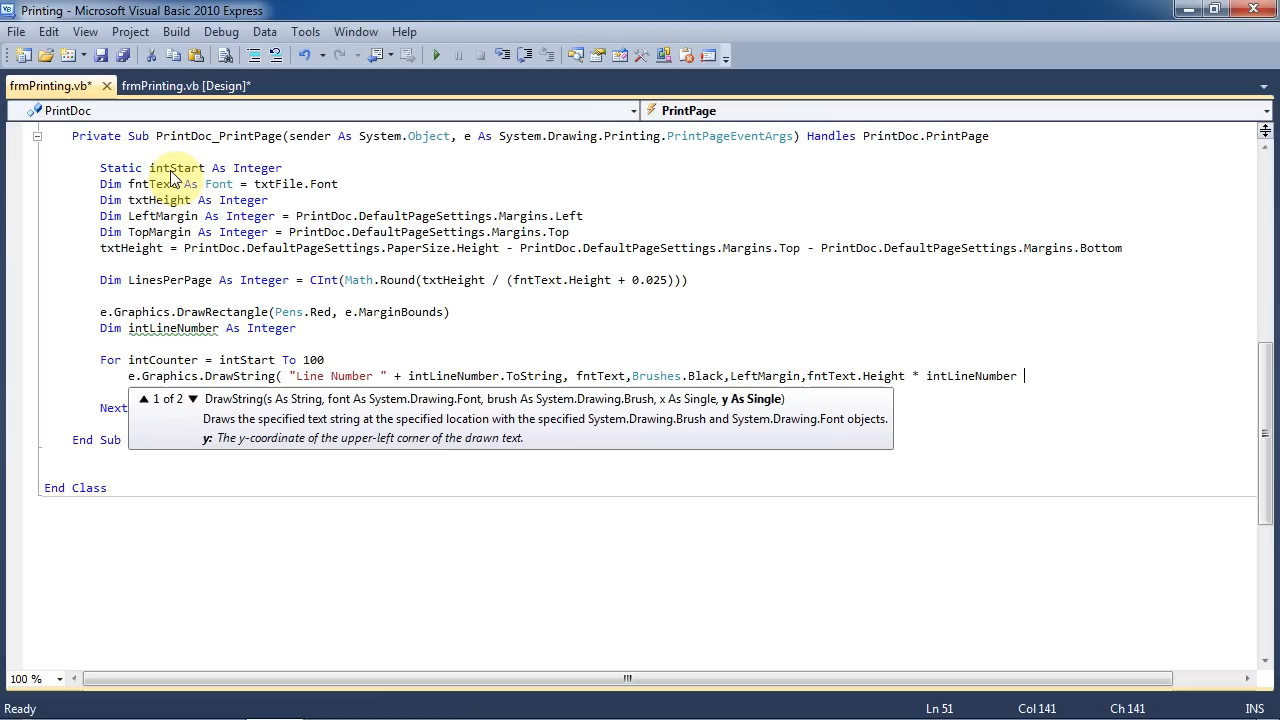 Printing - Microsoft Visual Basic 2010 Express
File Edit View Project Build Debug Data Tools Window Help
frmPrinting.vb* frmPrinting.vb [Design]*
PrintDoc PrintPage
Private Sub PrintDoc_PrintPage(sender As System.Object, e As System.Drawing.Printing.PrintPageEventArgs) Handles PrintDoc.PrintPage
Static intStart As Integer
Dim fntText As Font = txtFile.Font
Dim txtHeight As Integer
Dim LeftMargin As Integer = PrintDoc.DefaultPageSettings.Margins.Left
Dim TopMargin As Integer = PrintDoc.DefaultPageSettings.Margins.Top
txtHeight = PrintDoc.DefaultPageSettings.PaperSize.Height - PrintDoc.DefaultPageSettings.Margins.Top - PrintDoc.DefaultPageSettings.Margins.Bottom
Dim LinesPerPage As Integer = CInt(Math.Round(txtHeight / (fntText.Height + 0.025)))
e.Graphics.DrawRectangle(Pens.Red, e.MarginBounds)
Dim intLineNumber As Integer
For intCounter = intStart To 100
e.Graphics.DrawString( "Line Number " + intLineNumber.ToString, fntText,Brushes.Black,LeftMargin,fntText.Height * intLineNumber
1 of 2 DrawString(s As String, font As System.Drawing.Font, brush As System.Drawing.Brush, x As Single, y As Single)
Draws the specified text string at the specified location with the specified System.Drawing.Brush and System.Drawing.Font objects.
y: The y-coordinate of the upper-left corner of the drawn text.
Next
End Sub
End Class
100 %
Ready Ln 51 Col 141 Ch 141 INS